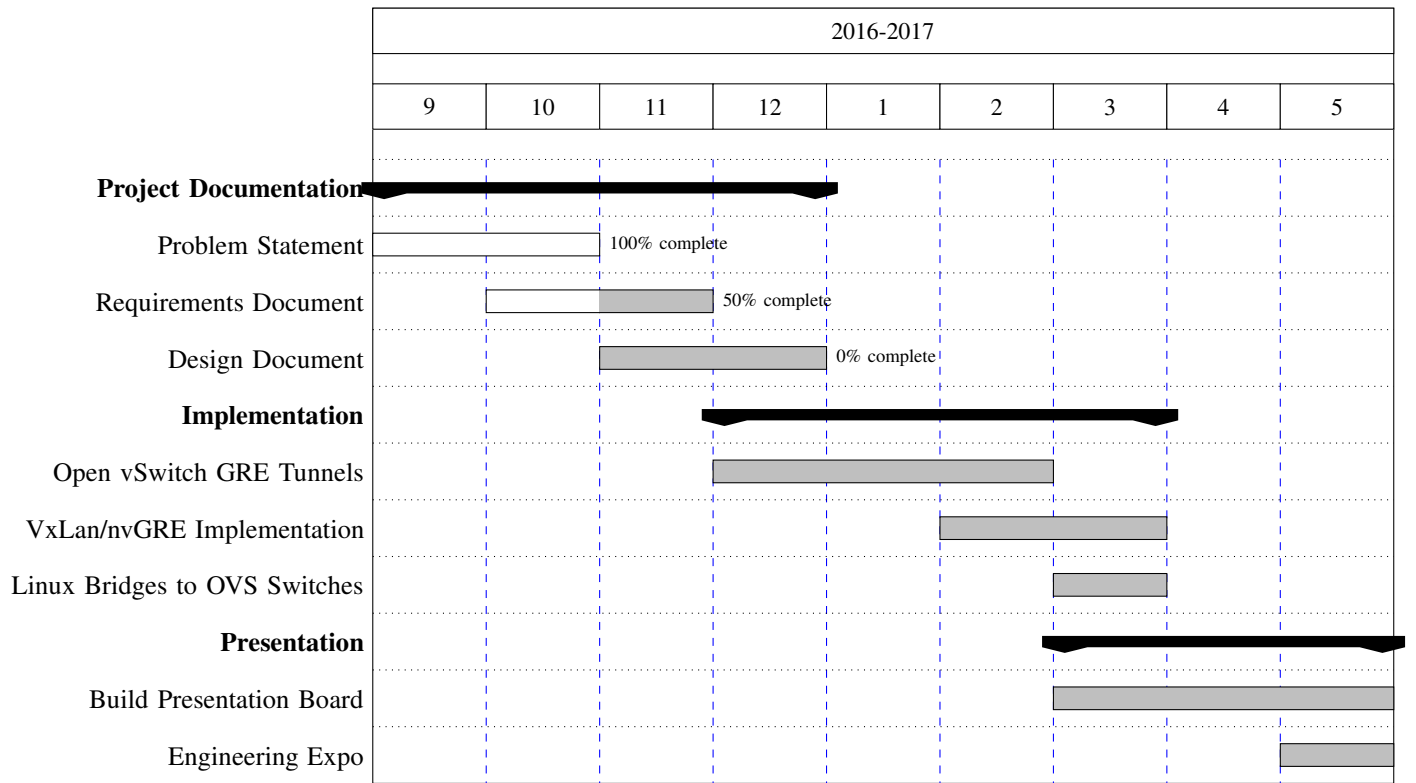 2016-2017
9 10 11 12 1 2 3 4 5
Project Documentation
Problem Statement 100% complete
Requirements Document 50% complete
Design Document 0% complete
Implementation
Open vSwitch GRE Tunnels
VxLan/nvGRE Implementation
Linux Bridges to OVS Switches
Presentation
Build Presentation Board
Engineering Expo